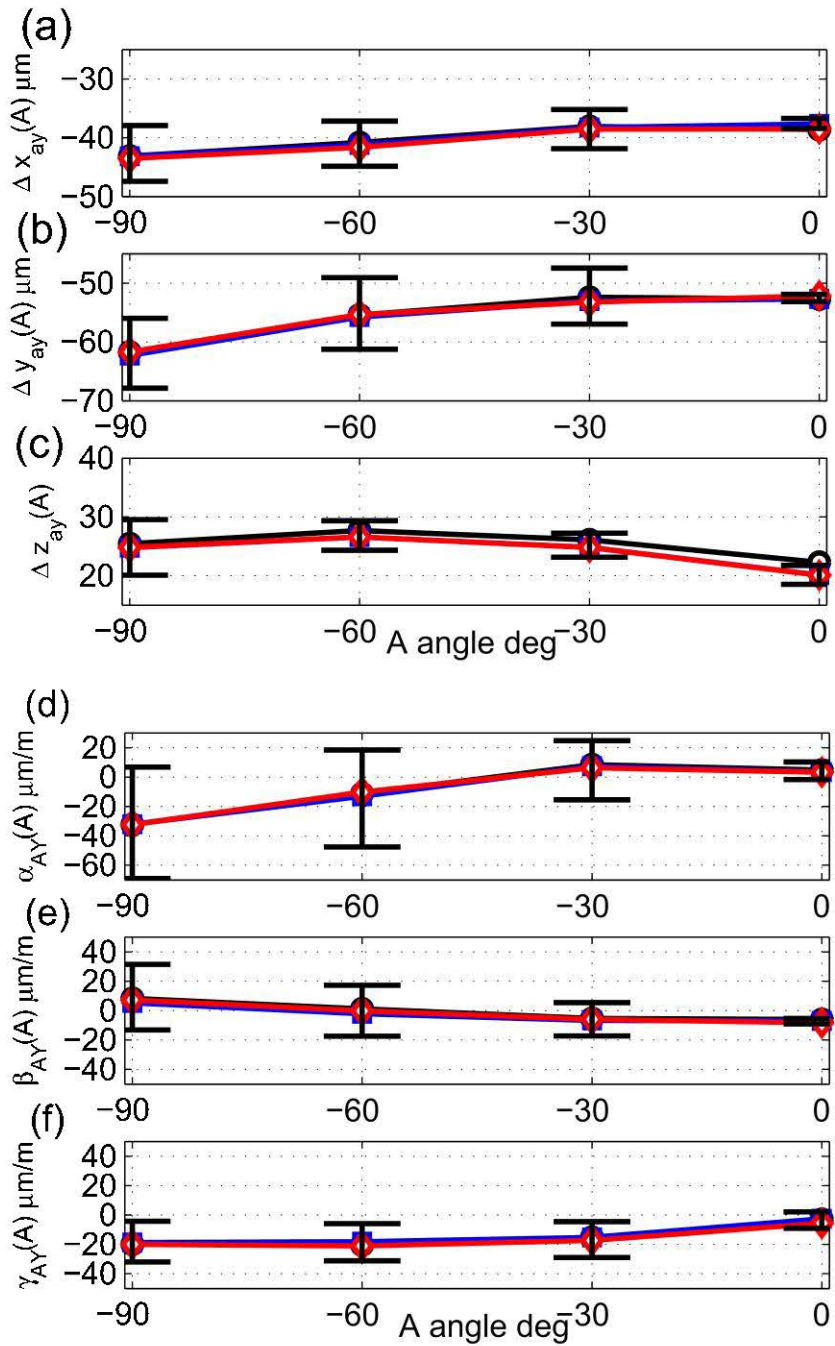 (a)
Δ x_ay(A) μm
−30
−40
−50
−90 −60 −30 0
(b)
Δ y_ay(A) μm
−50
−60
−70
−90 −60 −30 0
(c)
Δ z_ay(A)
40
30
20
−90 −60 −30 0
A angle deg
(d)
α_AY(A) μm/m
20
0
−20
−40
−60
−90 −60 −30 0
(e)
β_AY(A) μm/m
40
20
0
−20
−40
−90 −60 −30 0
(f)
γ_AY(A) μm/m
40
20
0
−20
−40
−90 −60 −30 0
A angle deg